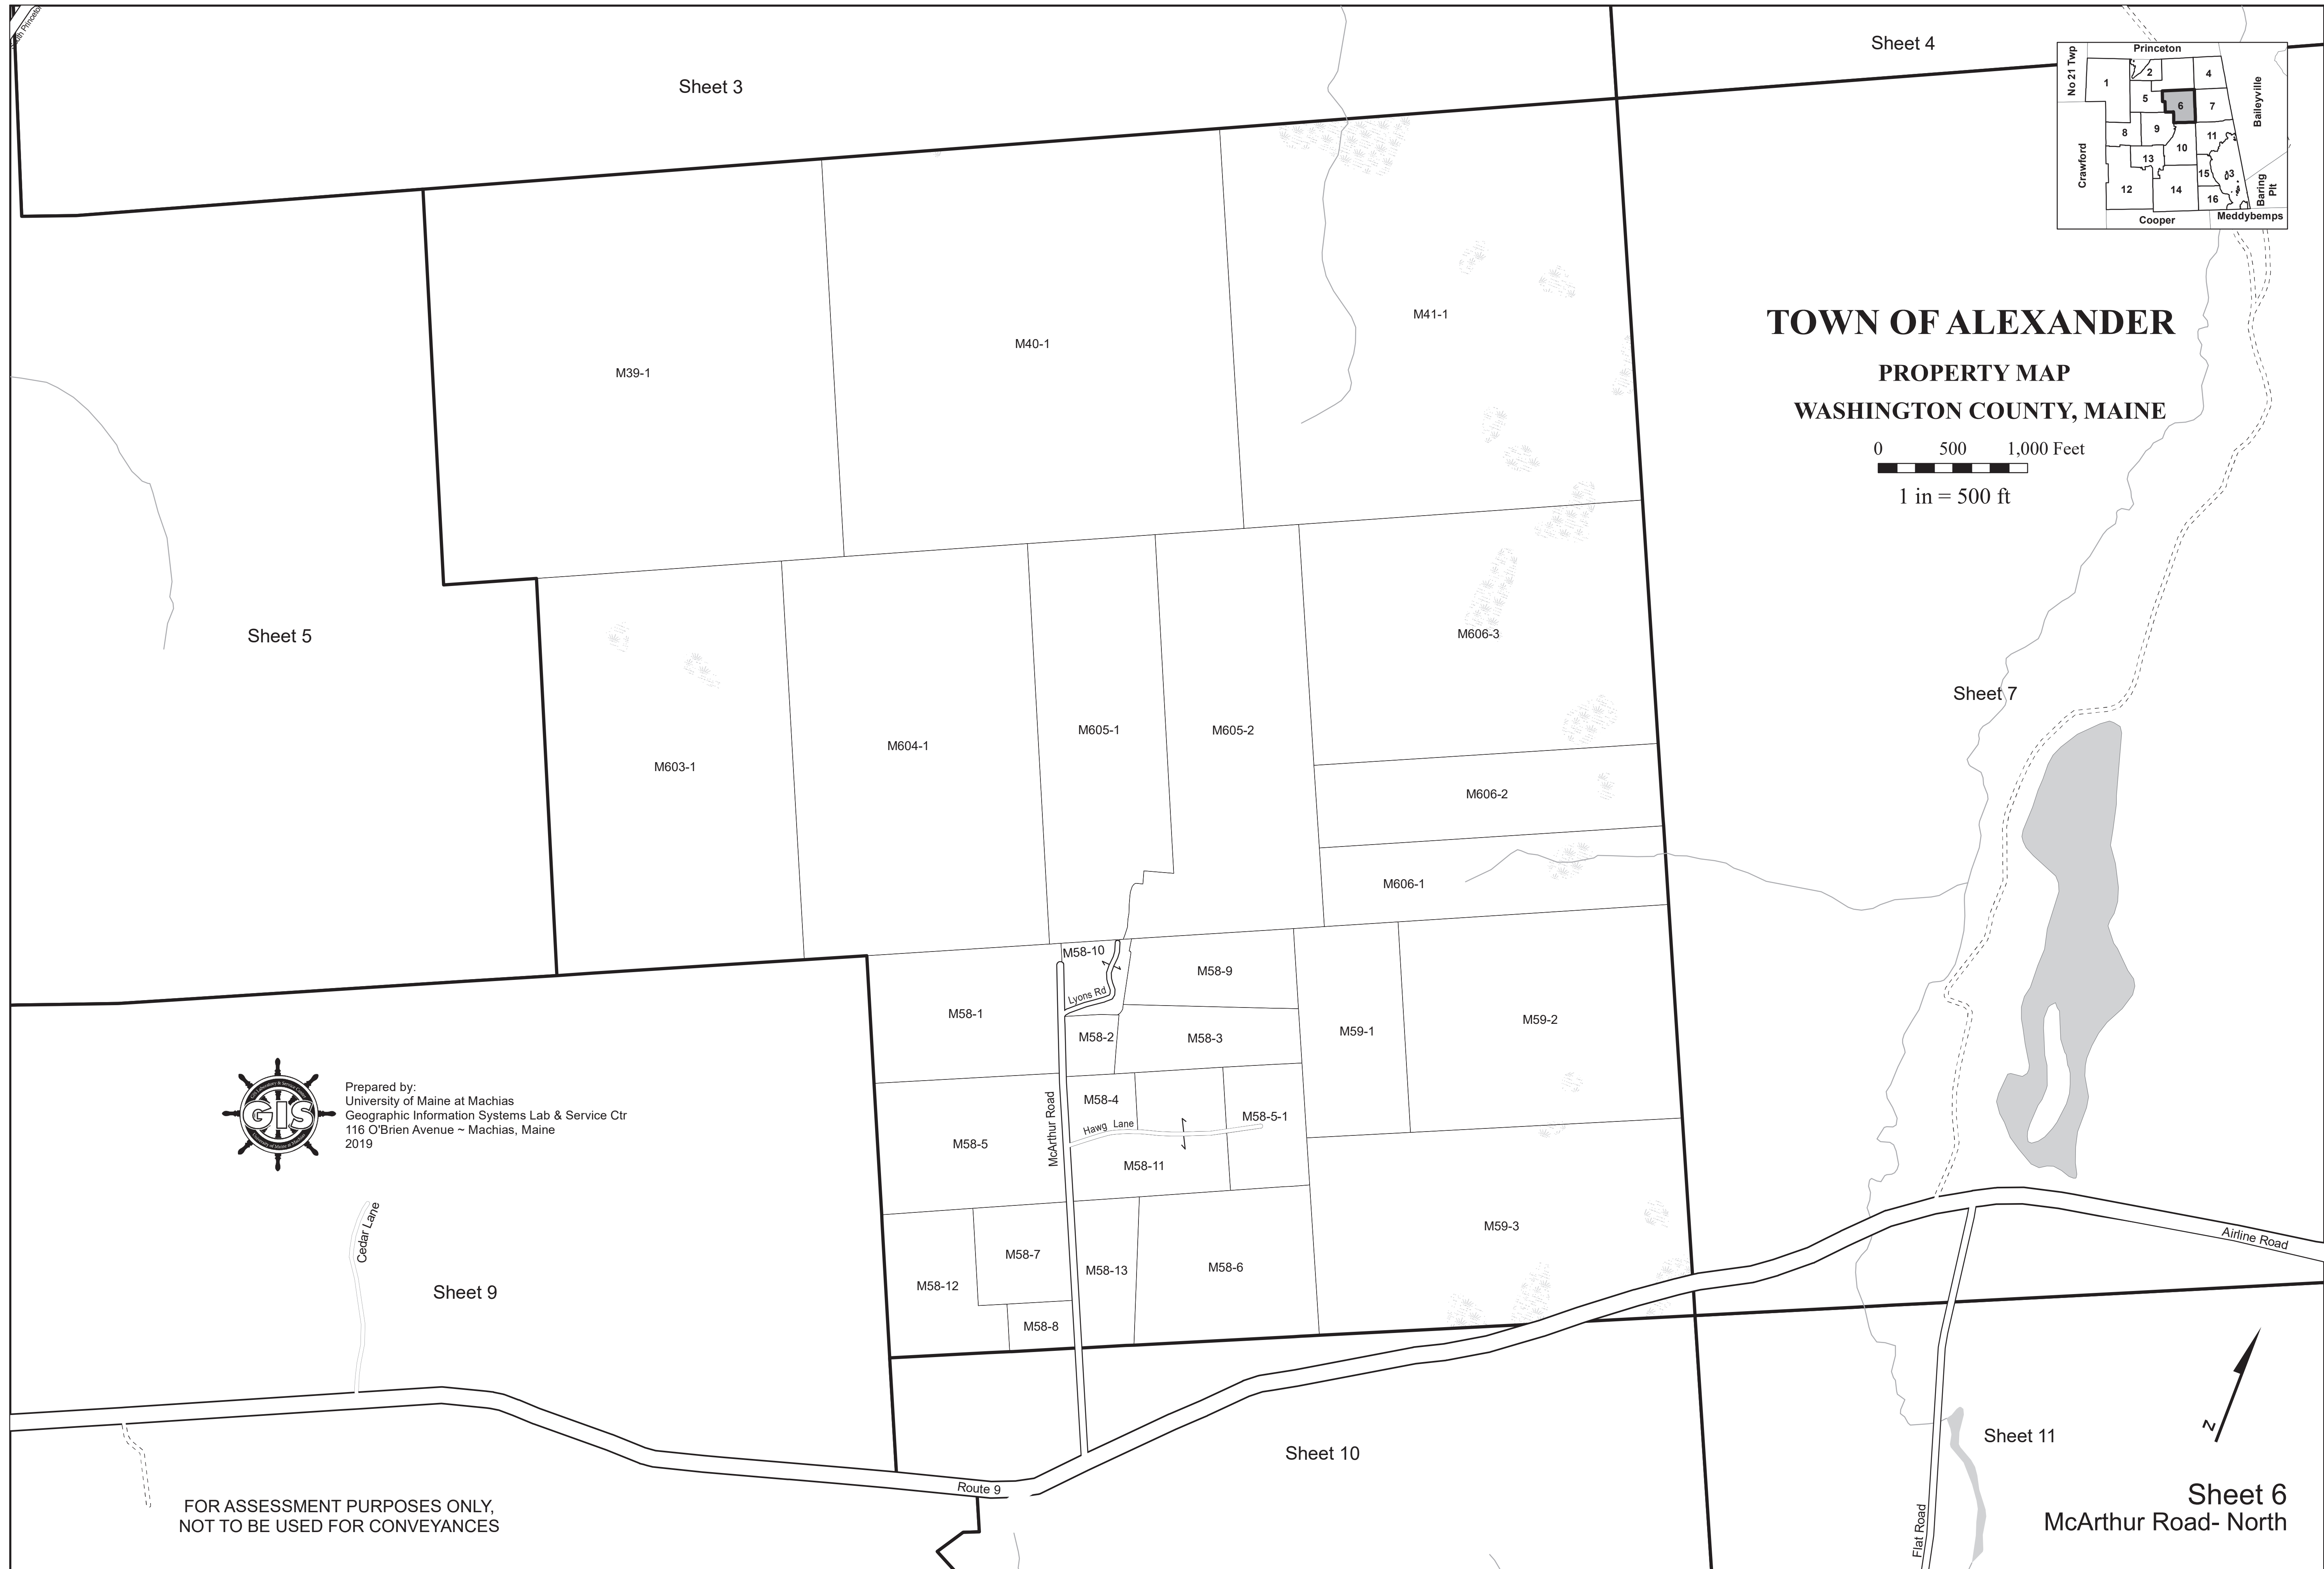 South Princeton
Sheet 3
Sheet 4
No 21 Twp
Princeton
Baileyville
Crawford
Baring
Plt
Cooper
Meddybemps
1
2
4
5
6
7
8
9
10
11
13
3
15
12
14
16
TOWN OF ALEXANDER
PROPERTY MAP
WASHINGTON COUNTY, MAINE
0 500 1,000 Feet
1 in = 500 ft
M39-1
M40-1
M41-1
Sheet 5
M603-1
M604-1
M605-1
M605-2
M606-3
M606-2
M606-1
Sheet 7
M58-10
Lyons Rd
M58-9
M58-1
M58-2
M58-3
M59-1
M59-2
McArthur Road
M58-4
Hawg Lane
M58-5-1
M58-5
M58-11
M58-7
M58-12
M58-13
M58-6
M58-8
M59-3
GIS
Prepared by:
University of Maine at Machias
Geographic Information Systems Lab & Service Ctr
116 O'Brien Avenue ~ Machias, Maine
2019
Cedar Lane
Sheet 9
Airline Road
Route 9
Sheet 10
Flat Road
Sheet 11
N
FOR ASSESSMENT PURPOSES ONLY,
NOT TO BE USED FOR CONVEYANCES
Sheet 6
McArthur Road- North